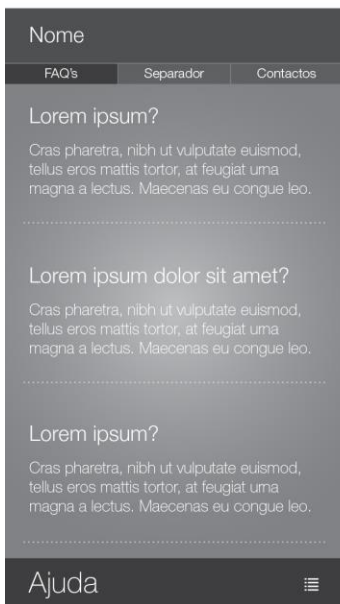 Nome
FAQ's Separador Contactos
Lorem ipsum?
Cras pharetra, nibh ut vulputate euismod,
tellus eros mattis tortor, at feugiat urna
magna a lectus. Maecenas eu congue leo.
Lorem ipsum dolor sit amet?
Cras pharetra, nibh ut vulputate euismod,
tellus eros mattis tortor, at feugiat urna
magna a lectus. Maecenas eu congue leo.
Lorem ipsum?
Cras pharetra, nibh ut vulputate euismod,
tellus eros mattis tortor, at feugiat urna
magna a lectus. Maecenas eu congue leo.
Ajuda